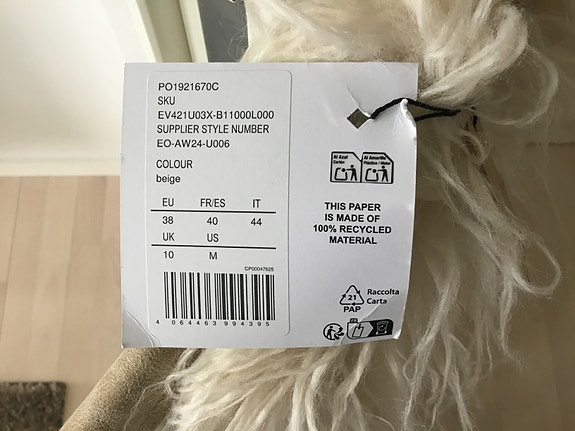 PO1921670C
SKU
EV421U03X-B11000L000
SUPPLIER STYLE NUMBER
EO-AW24-U006
COLOUR
beige
EU FR/ES IT
38 40 44
UK US
10 M
CP00047625
4 064463 994395
Al Azul
Cartón
Al Amarillo
Plástico / Metal
THIS PAPER
IS MADE OF
100% RECYCLED
MATERIAL
21
PAP
Raccolta
Carta
FR